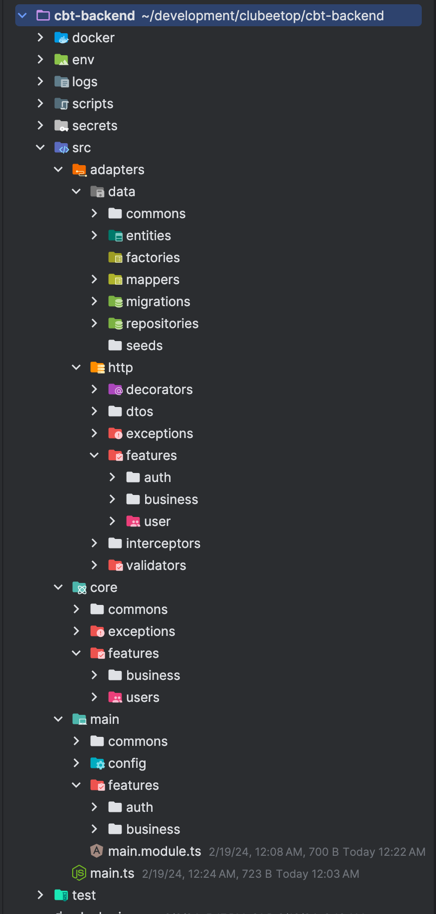 cbt-backend ~/development/clubeetop/cbt-backend
docker
env
logs
scripts
secrets
src
adapters
data
commons
entities
factories
mappers
migrations
repositories
seeds
http
decorators
dtos
exceptions
features
auth
business
user
interceptors
validators
core
commons
exceptions
features
business
users
main
commons
config
features
auth
business
main.module.ts 2/19/24, 12:08 AM, 700 B Today 12:22 AM
main.ts 2/19/24, 12:24 AM, 723 B Today 12:03 AM
test